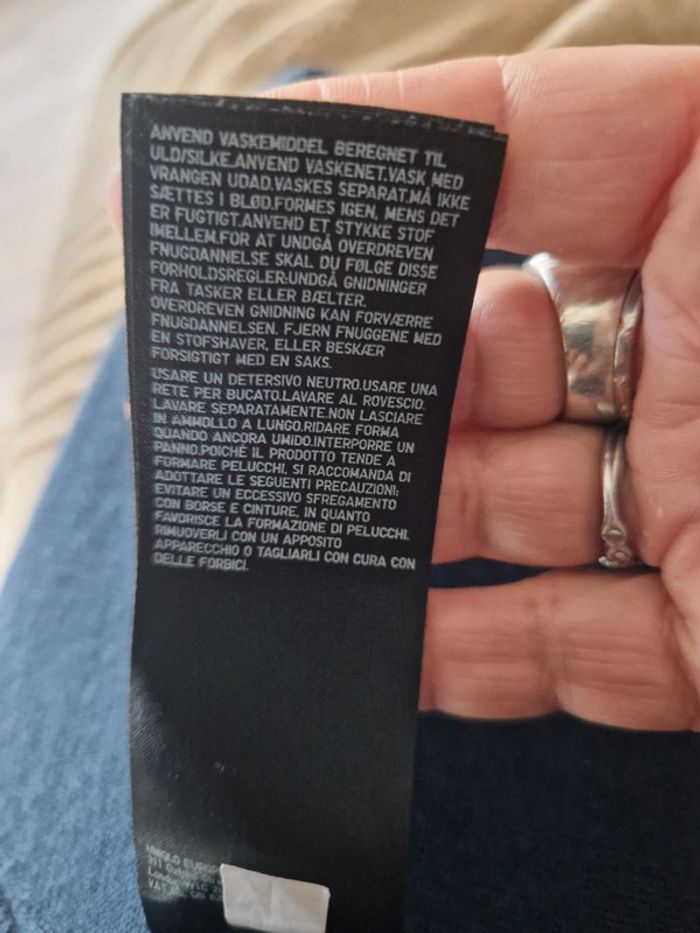 ANVEND VASKEMIDDEL BEREGNET TIL
ULD/SILKE.ANVEND VASKENET.VASK MED
VRANGEN UDAD.VASKES SEPARAT.MÅ IKKE
SÆTTES I BLØD.FORMES IGEN, MENS DET
ER FUGTIGT.ANVEND ET STYKKE STOF
IMELLEM.FOR AT UNDGÅ OVERDREVEN
FNUGDANNELSE SKAL DU FØLGE DISSE
FORHOLDSREGLER:UNDGÅ GNIDNINGER
FRA TASKER ELLER BÆLTER.
OVERDREVEN GNIDNING KAN FORVÆRRE
FNUGDANNELSEN. FJERN FNUGGENE MED
EN STOFSHAVER, ELLER BESKÆR
FORSIGTIGT MED EN SAKS.
USARE UN DETERSIVO NEUTRO.USARE UNA
RETE PER BUCATO.LAVARE AL ROVESCIO.
LAVARE SEPARATAMENTE.NON LASCIARE
IN AMMOLLO A LUNGO.RIDARE FORMA
QUANDO ANCORA UMIDO.INTERPORRE UN
PANNO.POICHÉ IL PRODOTTO TENDE A
FORMARE PELUCCHI, SI RACCOMANDA DI
ADOTTARE LE SEGUENTI PRECAUZIONI:
EVITARE UN ECCESSIVO SFREGAMENTO
CON BORSE E CINTURE, IN QUANTO
FAVORISCE LA FORMAZIONE DI PELUCCHI.
RIMUOVERLI CON UN APPOSITO
APPARECCHIO O TAGLIARLI CON CURA CON
DELLE FORBICI.
UNIQLO EUROP
311
VAT